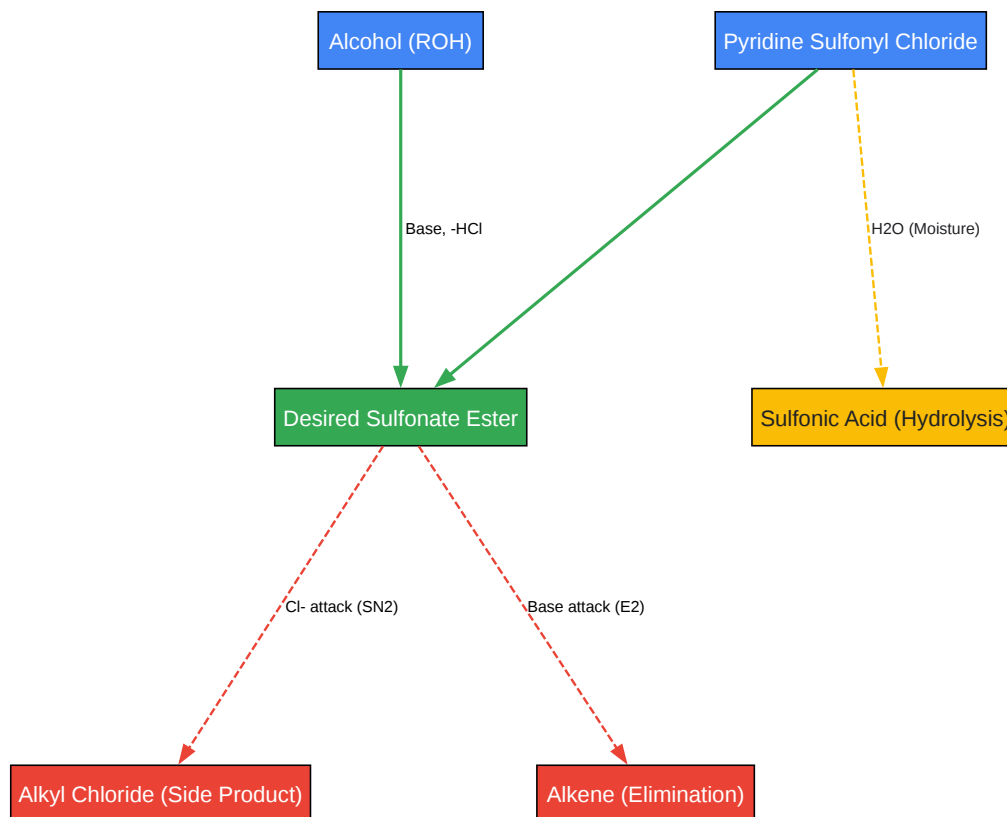 Alcohol (ROH)
Pyridine Sulfonyl Chloride
Base, -HCl
H2O (Moisture)
Desired Sulfonate Ester
Sulfonic Acid (Hydrolysis)
Cl- attack (SN2)
Base attack (E2)
Alkyl Chloride (Side Product)
Alkene (Elimination)